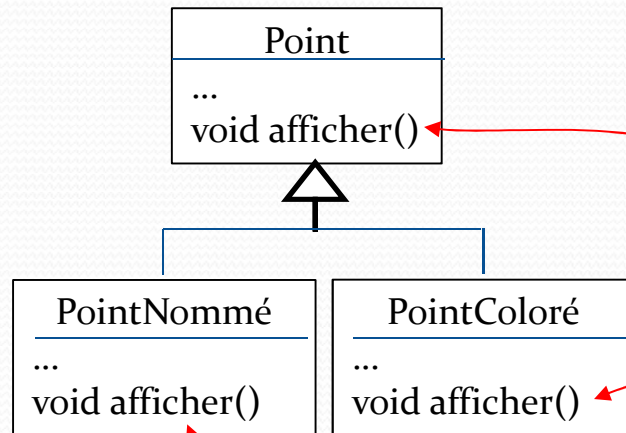 Point
...
void afficher()
PointNommé
...
void afficher()
PointColoré
...
void afficher()